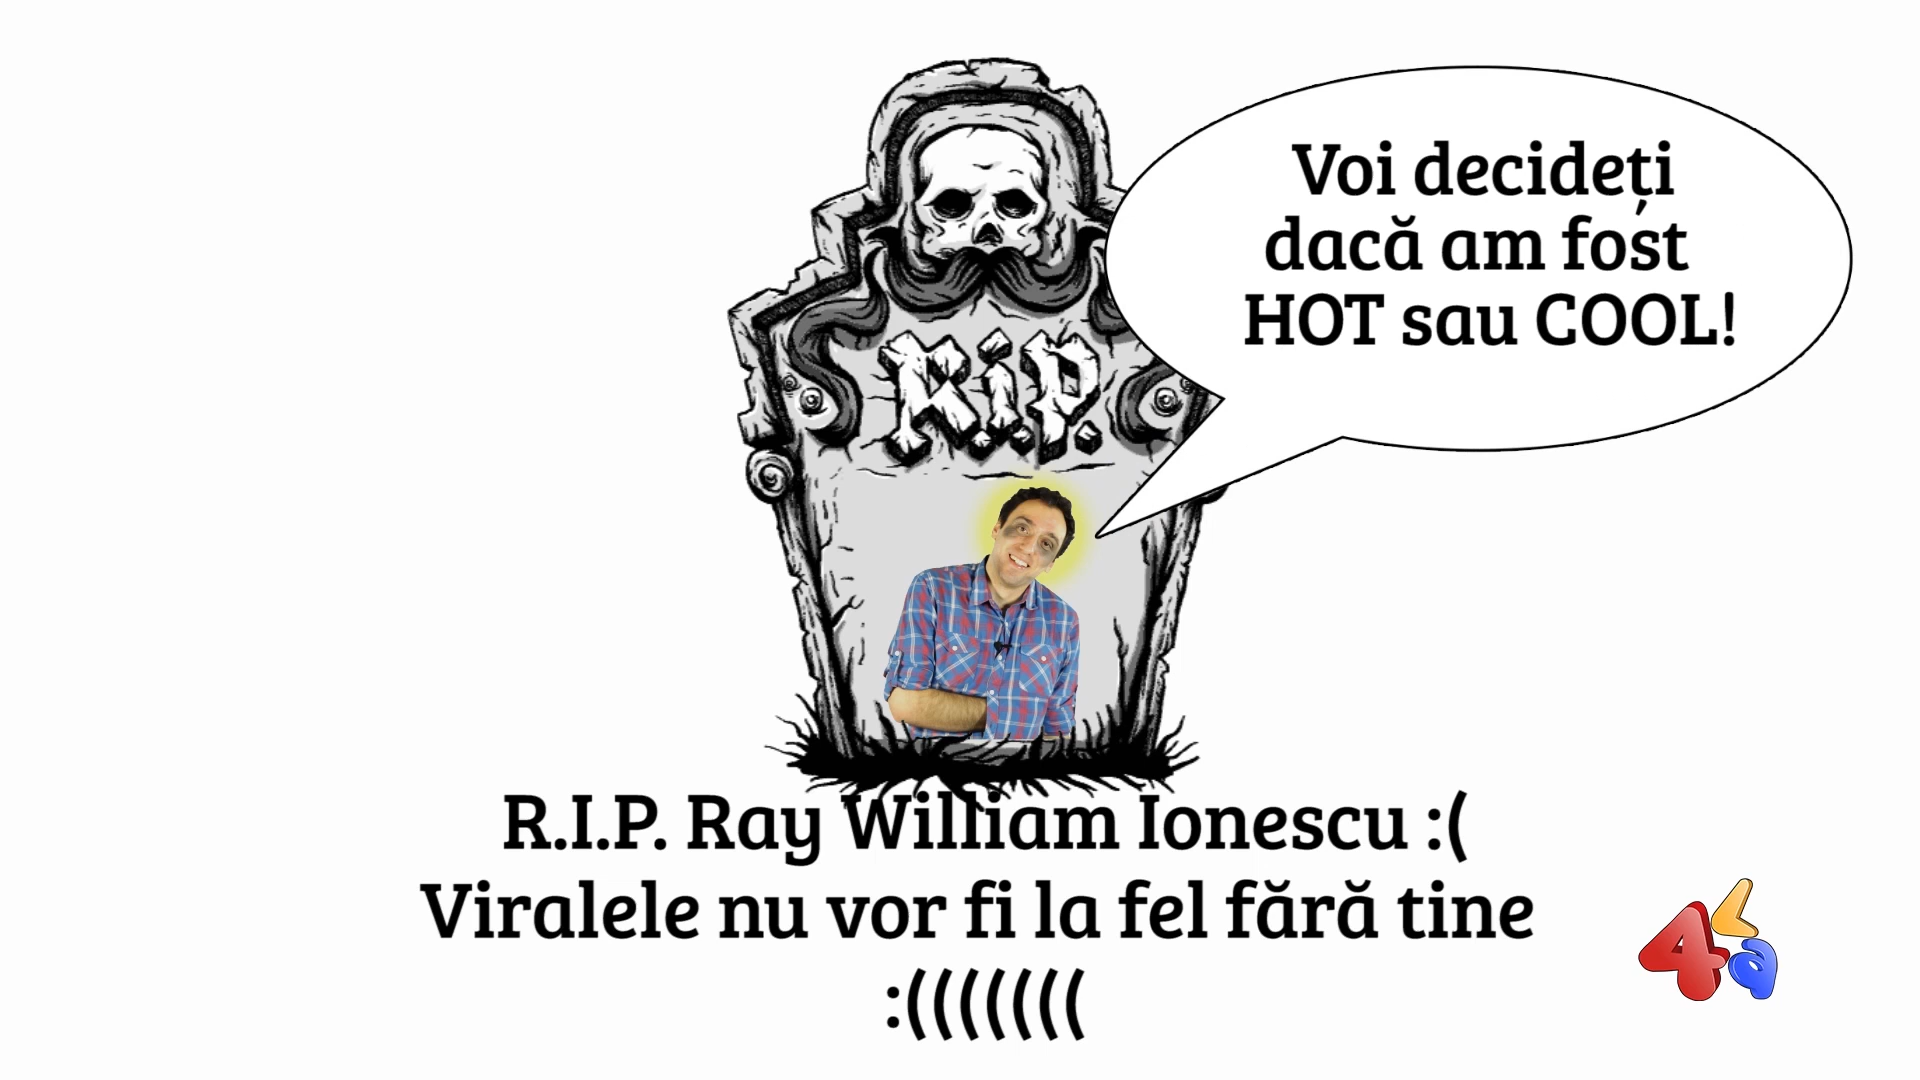 Voi decideți
dacă am fost
HOT sau COOL!
R.i.P.
R.I.P. Ray William Ionescu :(
Viralele nu vor fi la fel fără tine
:(((((((
4La